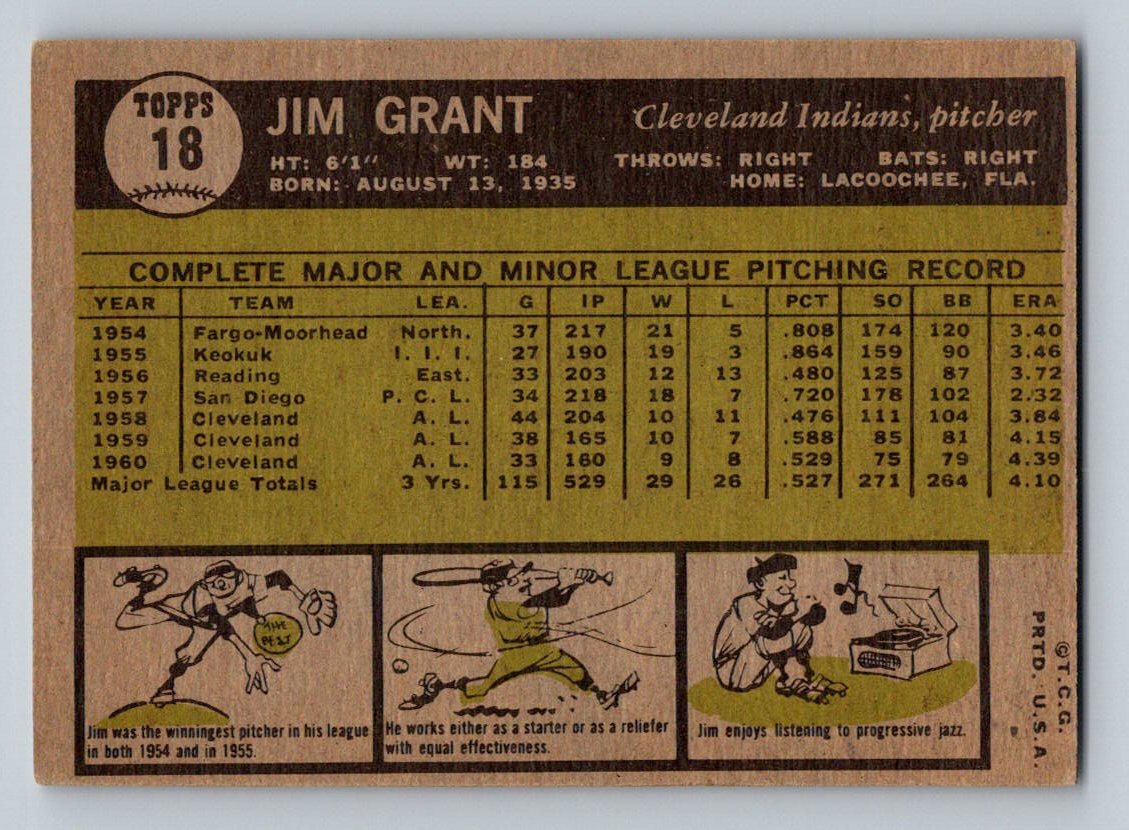 TOPPS
18
JIM GRANT
Cleveland Indians, pitcher
HT: 6'1" WT: 184 THROWS: RIGHT BATS: RIGHT
BORN: AUGUST 13, 1935 HOME: LACOOCHEE, FLA.
COMPLETE MAJOR AND MINOR LEAGUE PITCHING RECORD
YEAR TEAM LEA. G IP W L PCT SO BB ERA
1954 Fargo-Moorhead North. 37 217 21 5 .808 174 120 3.40
1955 Keokuk I. I. I. 27 190 19 3 .864 159 90 3.46
1956 Reading East. 33 203 12 13 .480 125 87 3.72
1957 San Diego P. C. L. 34 218 18 7 .720 178 102 2.32
1958 Cleveland A. L. 44 204 10 11 .476 111 104 3.84
1959 Cleveland A. L. 38 165 10 7 .588 85 81 4.15
1960 Cleveland A. L. 33 160 9 8 .529 75 79 4.39
Major League Totals 3 Yrs. 115 529 29 26 .527 271 264 4.10
THE
BEST
Jim was the winningest pitcher in his league
in both 1954 and in 1955.
He works either as a starter or as a reliefer
with equal effectiveness.
Jim enjoys listening to progressive jazz.
©T.C.G.
PRTD. U.S.A.